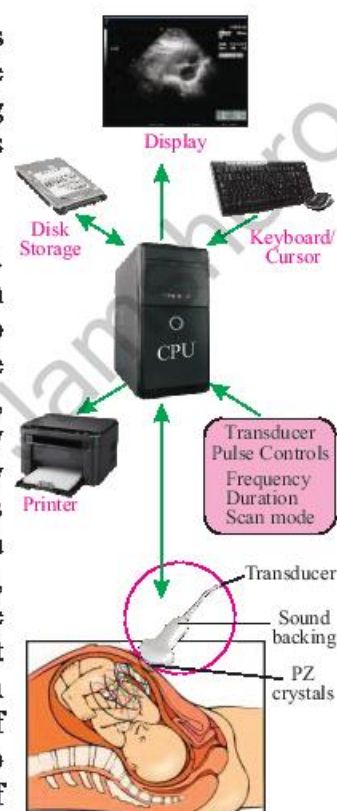 Display
Disk
Storage
Keyboard/
Cursor
CPU
Printer
Transducer
Pulse Controls
Frequency
Duration
Scan mode
Transducer
Sound
backing
PZ
crystals